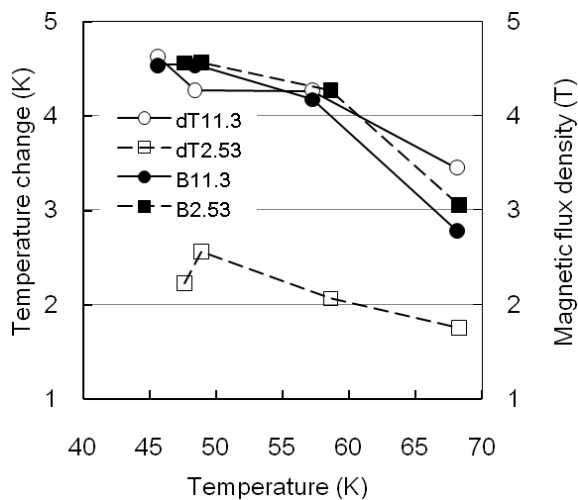 Temperature change (K)
Magnetic flux density (T)
5
4
3
2
1
5
4
3
2
1
dT11.3
dT2.53
B11.3
B2.53
40 45 50 55 60 65 70
Temperature (K)